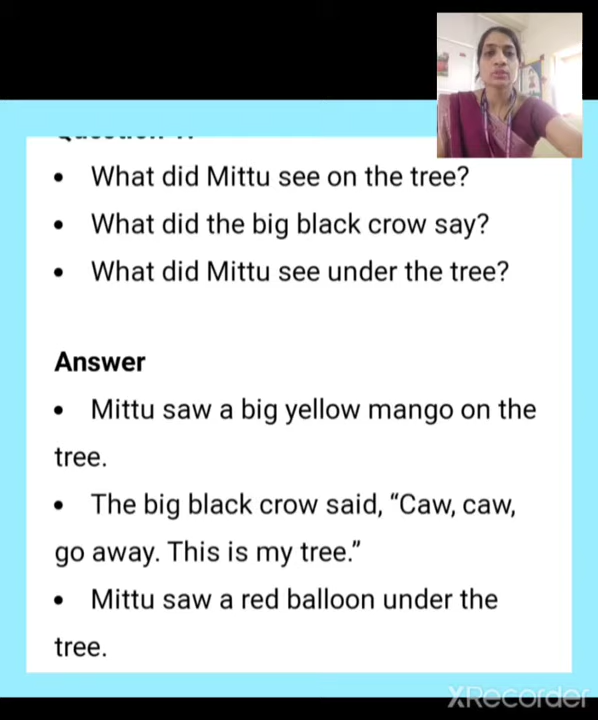 • What did Mittu see on the tree?
• What did the big black crow say?
• What did Mittu see under the tree?
Answer
• Mittu saw a big yellow mango on the
tree.
• The big black crow said, “Caw, caw,
go away. This is my tree.”
• Mittu saw a red balloon under the
tree.
XRecorder